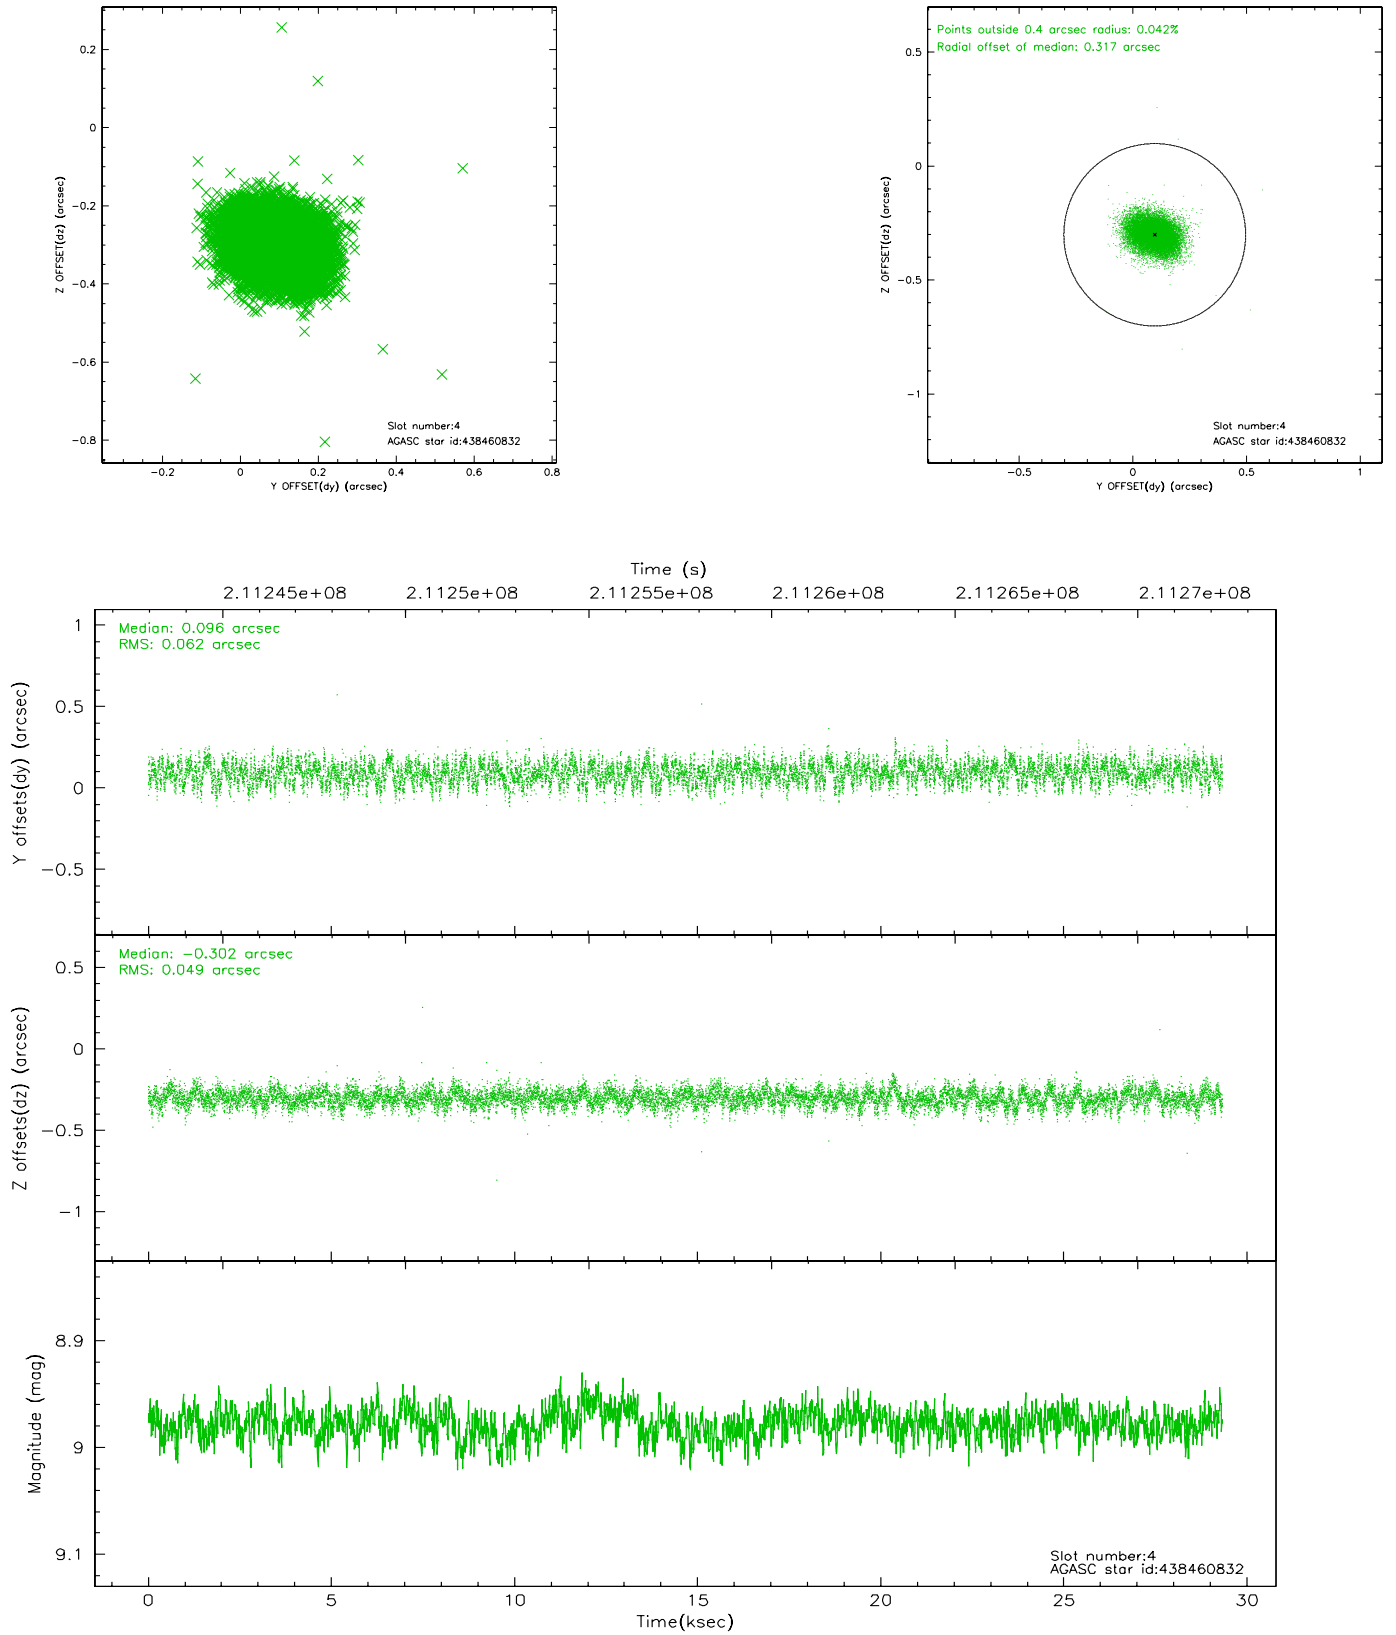 0.2
0
-0.2
-0.4
-0.6
-0.8
Z OFFSET(dz) (arcsec)
Slot number:4
AGASC star id:438460832
-0.2 0 0.2 0.4 0.6 0.8
Y OFFSET(dy) (arcsec)
Points outside 0.4 arcsec radius: 0.042%
Radial offset of median: 0.317 arcsec
0.5
0
-0.5
-1
Z OFFSET(dz) (arcsec)
Slot number:4
AGASC star id:438460832
-0.5 0 0.5 1
Y OFFSET(dy) (arcsec)
Time (s)
2.11245e+08 2.1125e+08 2.11255e+08 2.1126e+08 2.11265e+08 2.1127e+08
Median: 0.096 arcsec
RMS: 0.062 arcsec
1
0.5
0
-0.5
Y offsets(dy) (arcsec)
Median: -0.302 arcsec
RMS: 0.049 arcsec
0.5
0
-0.5
-1
Z offsets(dz) (arcsec)
8.9
9
9.1
Magnitude (mag)
Slot number:4
AGASC star id:438460832
0 5 10 15 20 25 30
Time(ksec)